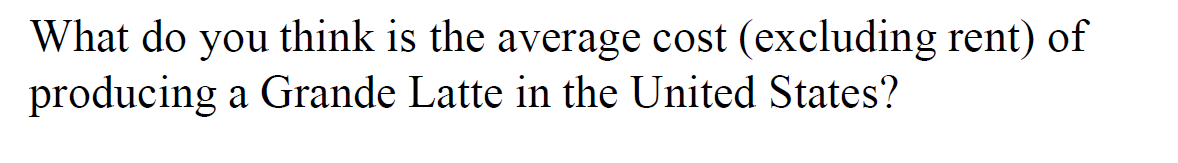 What do you think is the average cost (excluding rent) of
producing a Grande Latte in the United States?